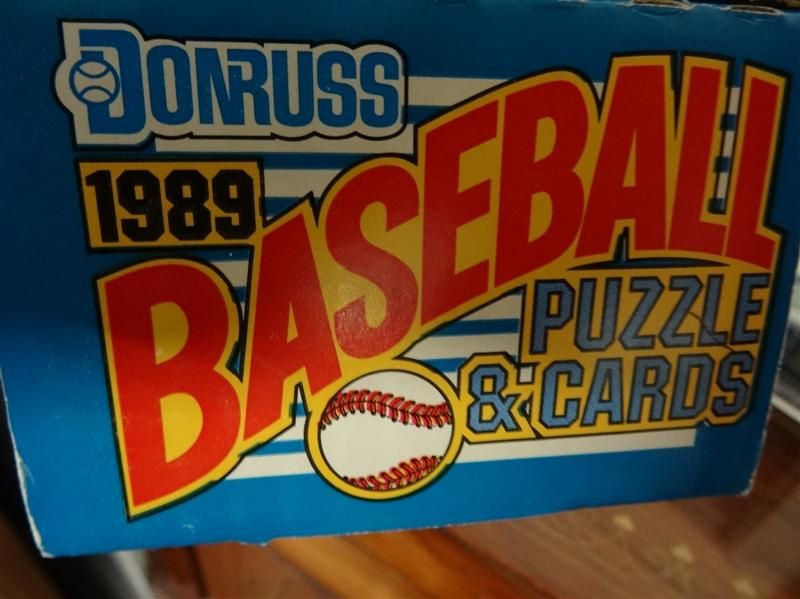 DONRUSS
1989
BASEBALL
PUZZLE
& CARDS